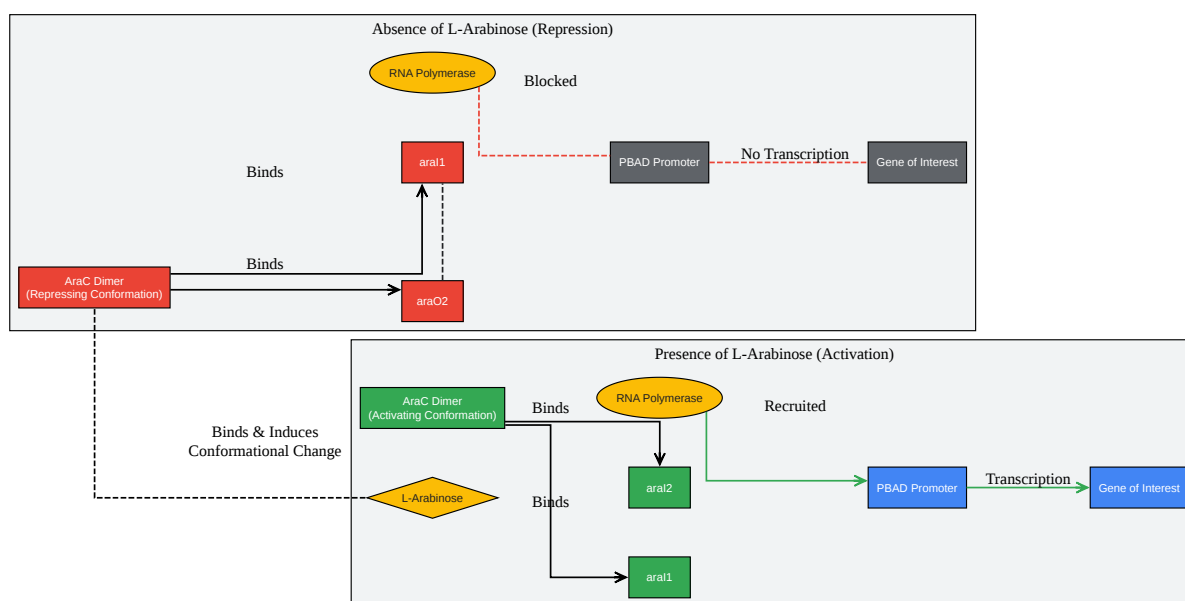 Absence of L-Arabinose (Repression)
RNA Polymerase
Blocked
araI1
PBAD Promoter
No Transcription
Gene of Interest
Binds
Binds
AraC Dimer
(Repressing Conformation)
araO2
Presence of L-Arabinose (Activation)
AraC Dimer
(Activating Conformation)
Binds
RNA Polymerase
Recruited
Binds & Induces
Conformational Change
L-Arabinose
Binds
araI2
PBAD Promoter
Transcription
Gene of Interest
araI1